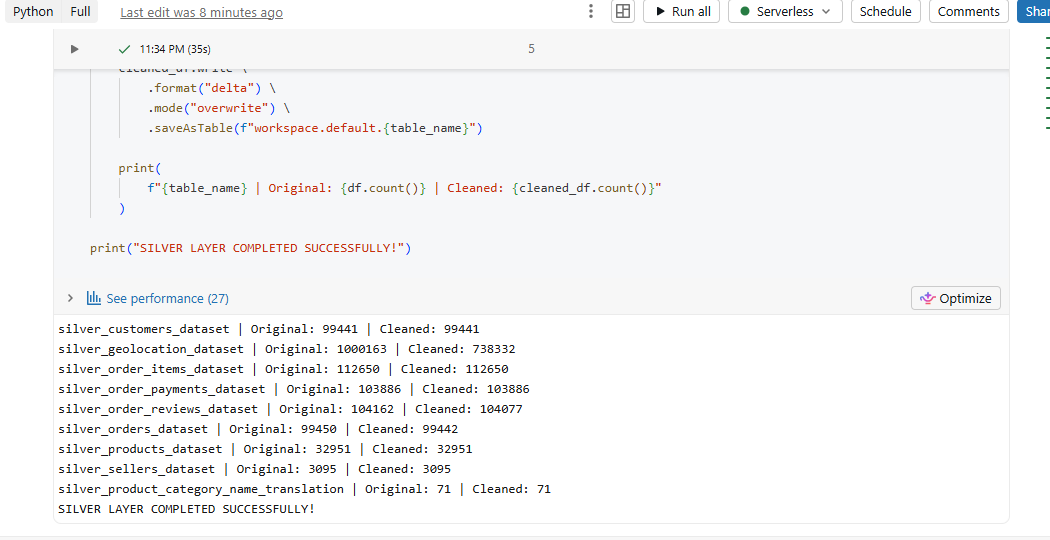 Python Full Last edit was 8 minutes ago Run all Serverless Schedule Comments Shar
11:34 PM (35s) 5
cleaned_df.write \
.format("delta") \
.mode("overwrite") \
.saveAsTable(f"workspace.default.{table_name}")
print(
f"{table_name} | Original: {df.count()} | Cleaned: {cleaned_df.count()}"
)
print("SILVER LAYER COMPLETED SUCCESSFULLY!")
See performance (27) Optimize
silver_customers_dataset | Original: 99441 | Cleaned: 99441
silver_geolocation_dataset | Original: 1000163 | Cleaned: 738332
silver_order_items_dataset | Original: 112650 | Cleaned: 112650
silver_order_payments_dataset | Original: 103886 | Cleaned: 103886
silver_order_reviews_dataset | Original: 104162 | Cleaned: 104077
silver_orders_dataset | Original: 99450 | Cleaned: 99442
silver_products_dataset | Original: 32951 | Cleaned: 32951
silver_sellers_dataset | Original: 3095 | Cleaned: 3095
silver_product_category_name_translation | Original: 71 | Cleaned: 71
SILVER LAYER COMPLETED SUCCESSFULLY!